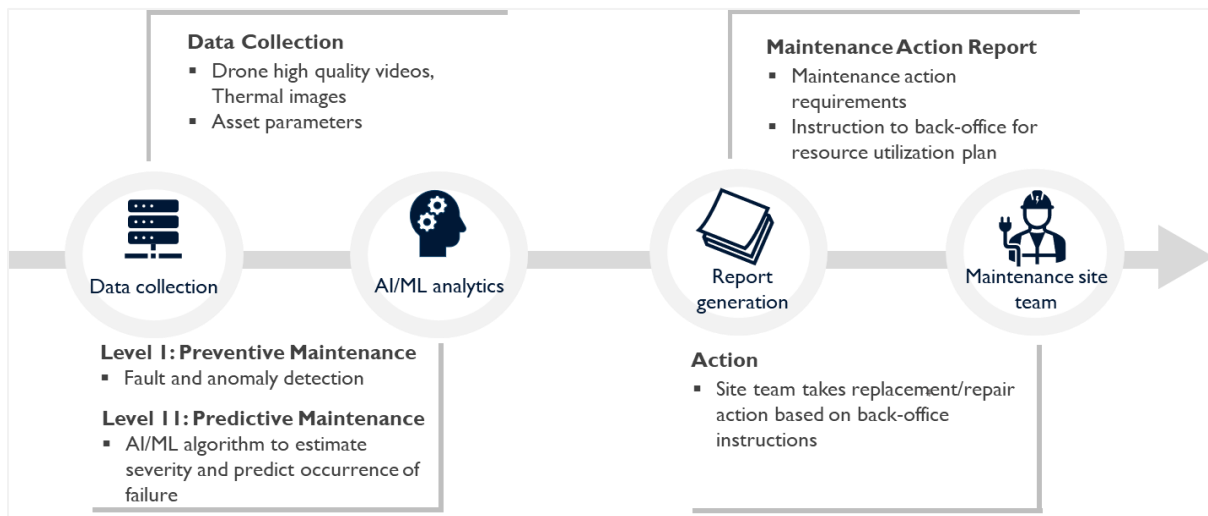 Data Collection
▪ Drone high quality videos,
Thermal images
▪ Asset parameters
Maintenance Action Report
▪ Maintenance action
requirements
▪ Instruction to back-office for
resource utilization plan
Data collection
AI/ML analytics
Report
generation
Maintenance site
team
Level 1: Preventive Maintenance
▪ Fault and anomaly detection
Level 11: Predictive Maintenance
▪ AI/ML algorithm to estimate
severity and predict occurrence of
failure
Action
▪ Site team takes replacement/repair
action based on back-office
instructions